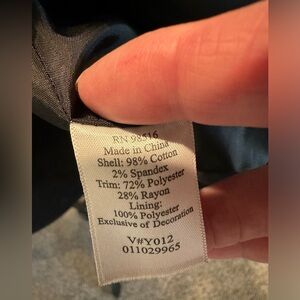 RN 98516
Made in China
Shell: 98% Cotton
2% Spandex
Trim: 72% Polyester
28% Rayon
Lining:
100% Polyester
Exclusive of Decoration
V#Y012
011029965